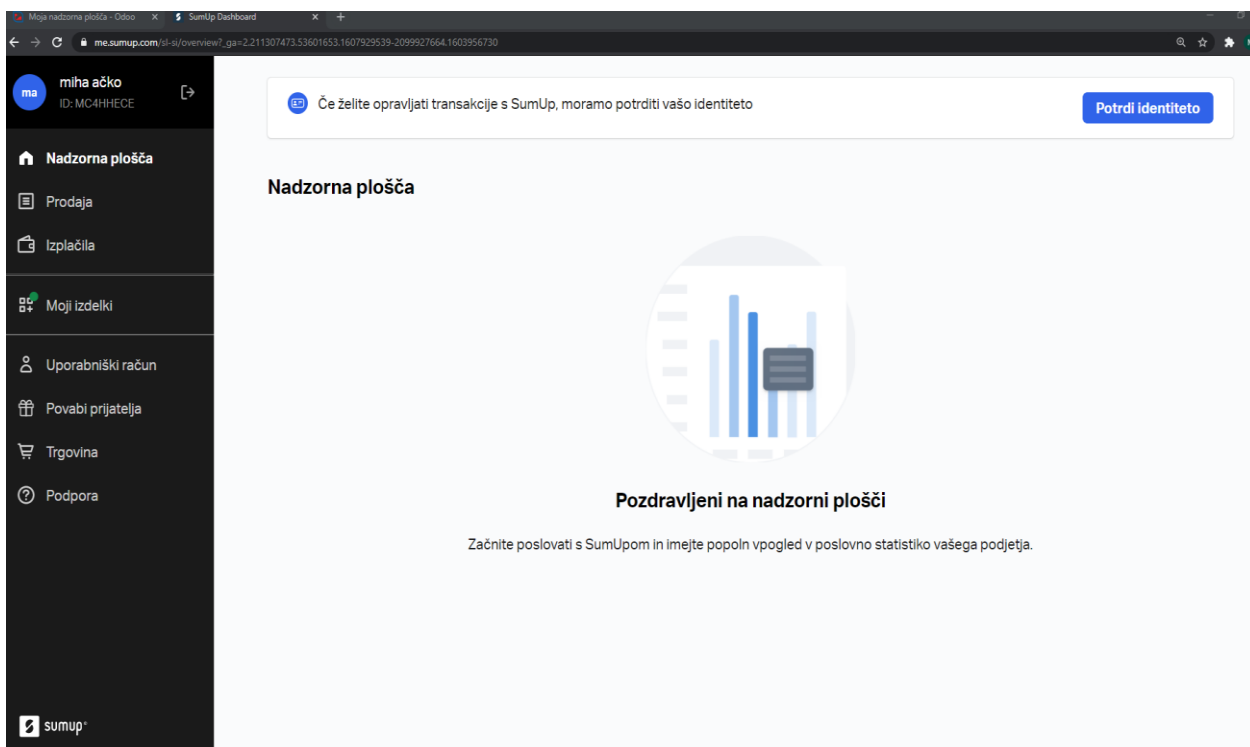 Moja nadzorna plošča - Odoo
SumUp Dashboard
me.sumup.com/sl-si/overview?_ga=2.211307473.53601653.1607929539-2099927664.1603956730
ma
miha ačko
ID: MC4HHECE
Če želite opravljati transakcije s SumUp, moramo potrditi vašo identiteto
Potrdi identiteto
Nadzorna plošča
Prodaja
Izplačila
Moji izdelki
Uporabniški račun
Povabi prijatelja
Trgovina
Podpora
sumup®
Nadzorna plošča
Pozdravljeni na nadzorni plošči
Začnite poslovati s SumUpom in imejte popoln vpogled v poslovno statistiko vašega podjetja.